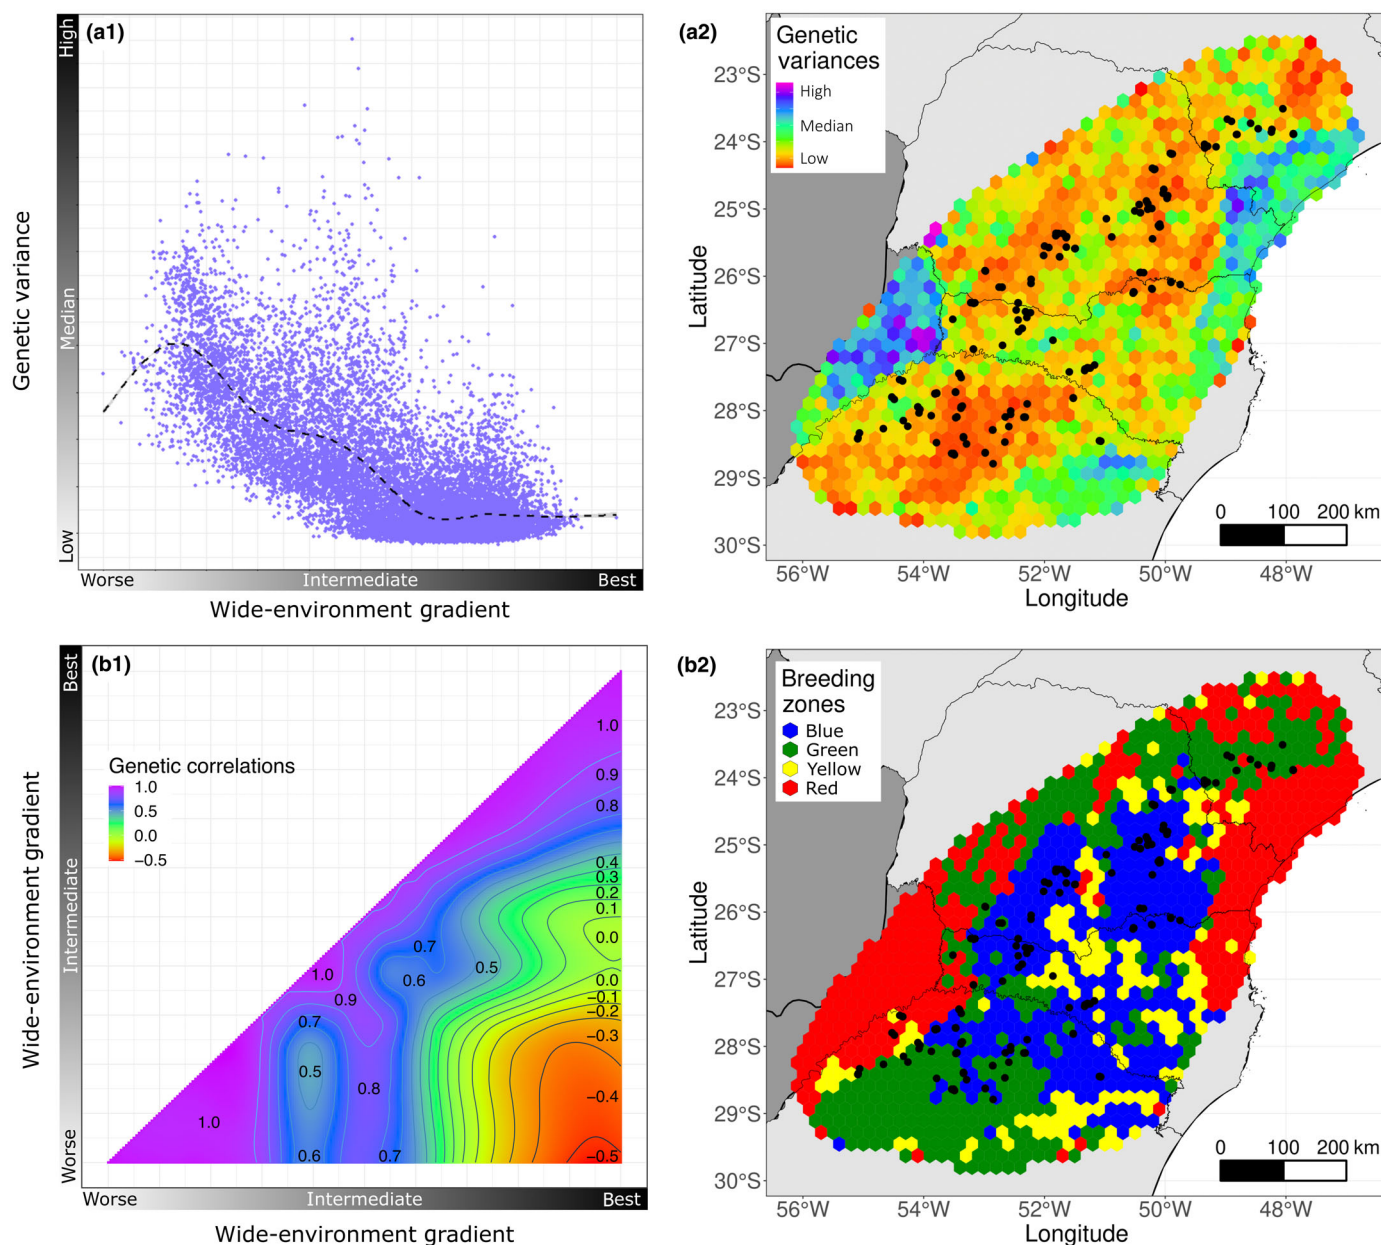 (a1)
High
Median
Low
Genetic variance
Worse
Intermediate
Best
Wide-environment gradient
(a2)
Genetic
variances
High
Median
Low
23°S
24°S
25°S
26°S
27°S
28°S
29°S
30°S
Latitude
0 100 200 km
56°W 54°W 52°W 50°W 48°W
Longitude
(b1)
Best
Intermediate
Worse
Wide-environment gradient
Genetic correlations
1.0
0.5
0.0
−0.5
1.0
0.9
0.8
0.4
0.3
0.2
0.1
0.0
0.0
−0.1
−0.2
−0.3
−0.4
−0.5
0.7
0.6
0.5
1.0
0.9
0.7
0.5
0.8
1.0
0.6
0.7
Worse
Intermediate
Best
Wide-environment gradient
(b2)
Breeding
zones
Blue
Green
Yellow
Red
23°S
24°S
25°S
26°S
27°S
28°S
29°S
30°S
Latitude
0 100 200 km
56°W 54°W 52°W 50°W 48°W
Longitude